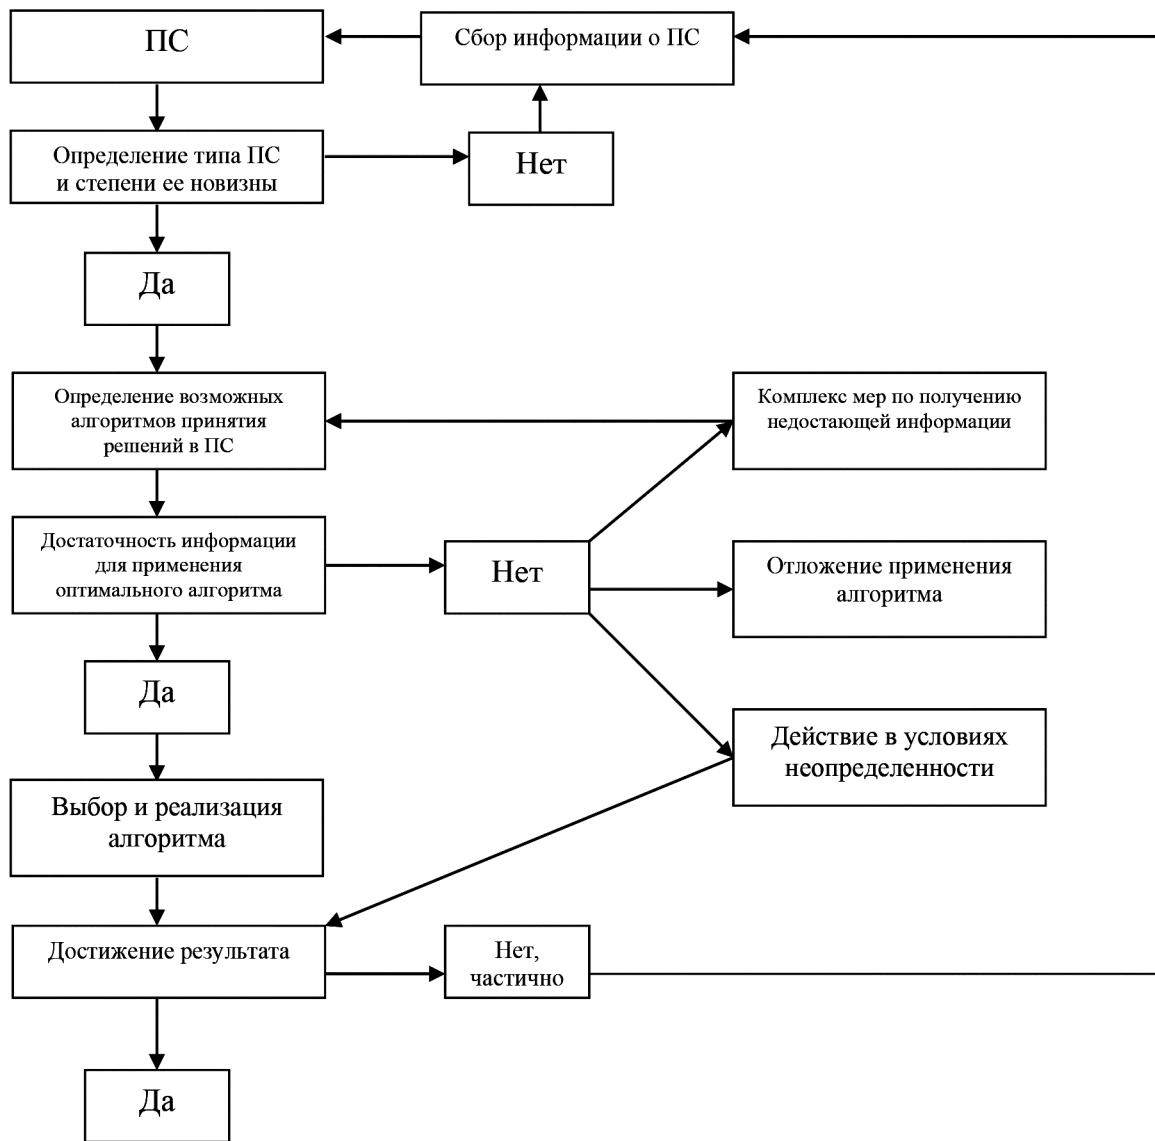 ПС
Сбор информации о ПС
Определение типа ПС
и степени ее новизны
Нет
Да
Определение возможных
алгоритмов принятия
решений в ПС
Комплекс мер по получению
недостающей информации
Достаточность информации
для применения
оптимального алгоритма
Нет
Отложение применения
алгоритма
Да
Действие в условиях
неопределенности
Выбор и реализация
алгоритма
Достижение результата
Нет,
частично
Да